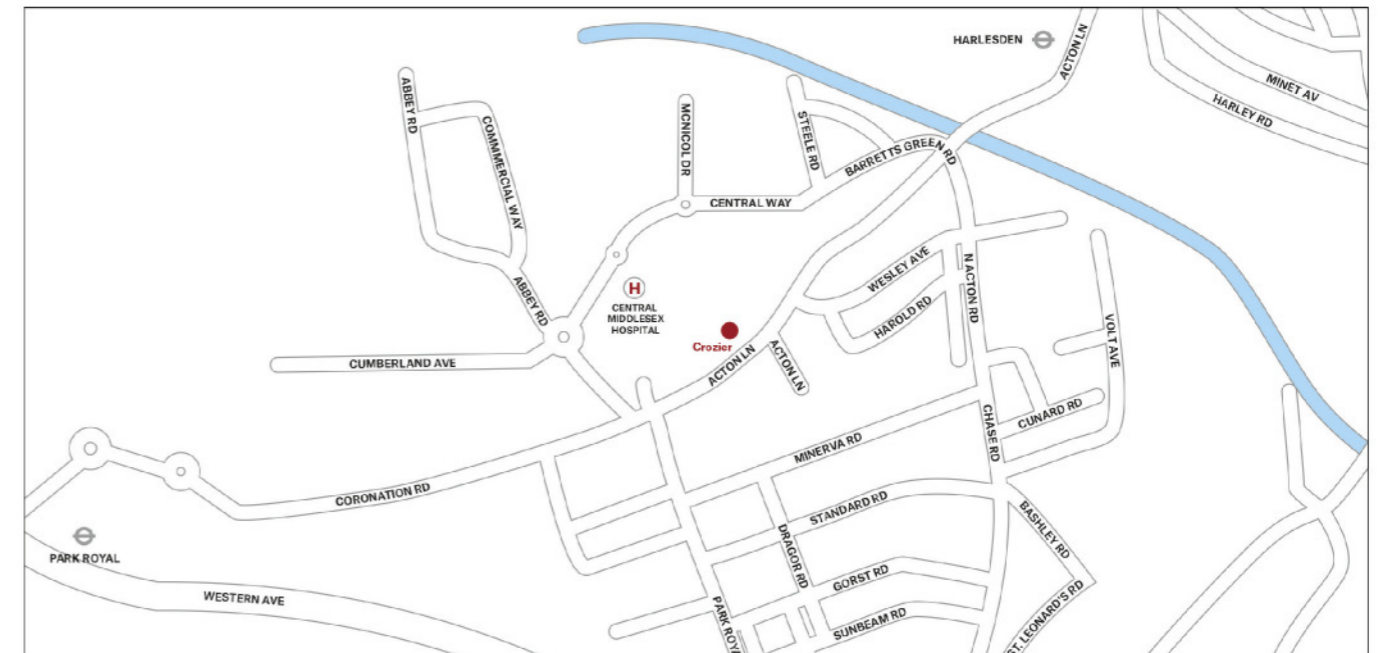 HARLESDEN
ACTON LN
MINET AV
HARLEY RD
ABBEY RD
COMMMERCIAL WAY
MCNICOL DR
STEELE RD
BARRETTS GREEN RD
CENTRAL WAY
WESLEY AVE
N ACTON RD
ABBEY RD
H
CENTRAL
MIDDLESEX
HOSPITAL
HAROLD RD
VOLT AVE
Crozier
ACTON LN
ACTON LN
CUMBERLAND AVE
CUNARD RD
CHASE RD
MINERVA RD
CORONATION RD
STANDARD RD
BASHLEY RD
PARK ROYAL
DRAGOR RD
GORST RD
WESTERN AVE
PARK ROYA
SUNBEAM RD
ST. LEONARD'S RD